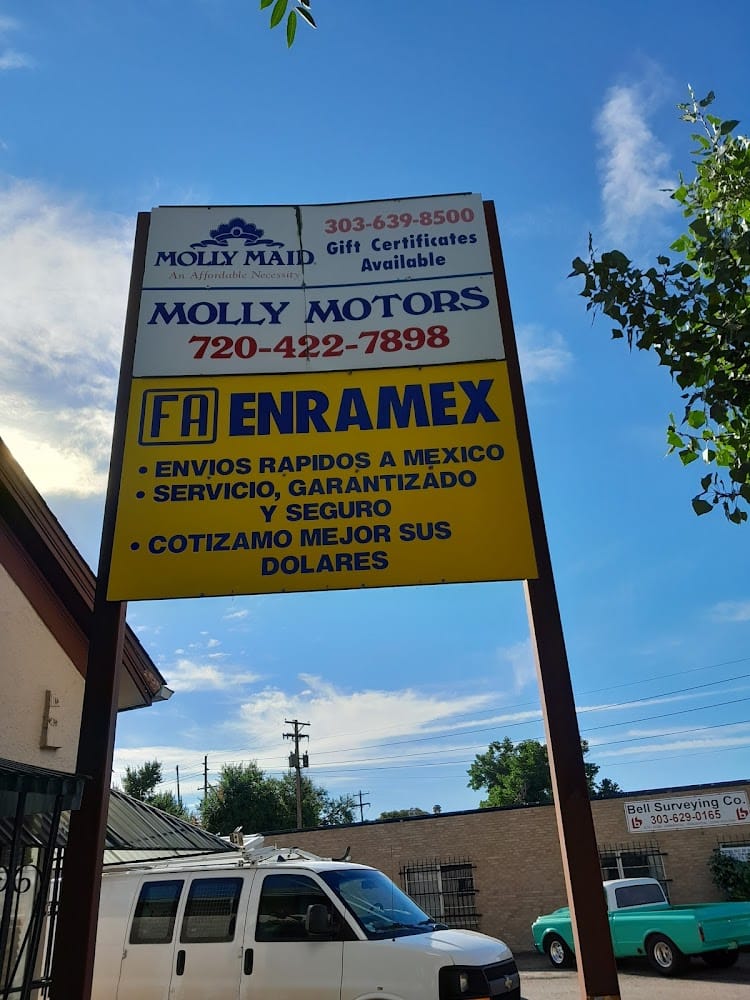 MOLLY MAID
An Affordable Necessity
303-639-8500
Gift Certificates
Available
MOLLY MOTORS
720-422-7898
FA ENRAMEX
• ENVIOS RAPIDOS A MEXICO
• SERVICIO, GARANTIZADO
Y SEGURO
• COTIZAMO MEJOR SUS
DOLARES
Bell Surveying Co.
303-629-0165